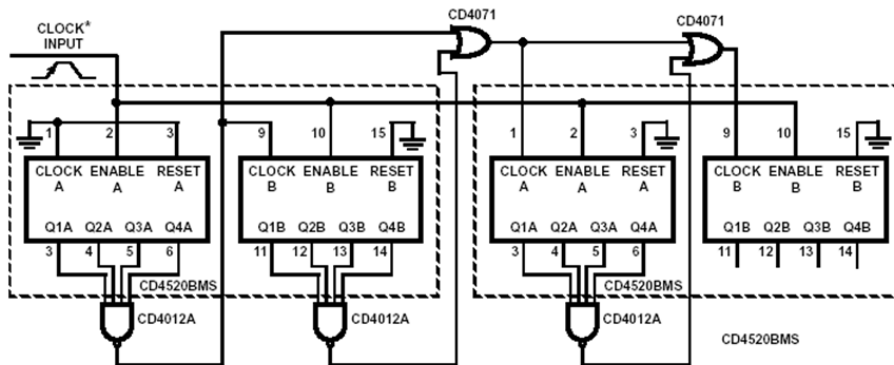 CD4071
CD4071
CLOCK*
INPUT
1 2 3
9 10 15
1 2 3
9 10 15
CLOCK ENABLE RESET
A A A
CLOCK ENABLE RESET
B B B
CLOCK ENABLE RESET
A A A
CLOCK ENABLE RESET
B B B
Q1A Q2A Q3A Q4A
Q1B Q2B Q3B Q4B
Q1A Q2A Q3A Q4A
Q1B Q2B Q3B Q4B
3 4 5 6
11 12 13 14
3 4 5 6
11 12 13 14
CD4520BMS
CD4520BMS
CD4012A
CD4012A
CD4012A
CD4520BMS